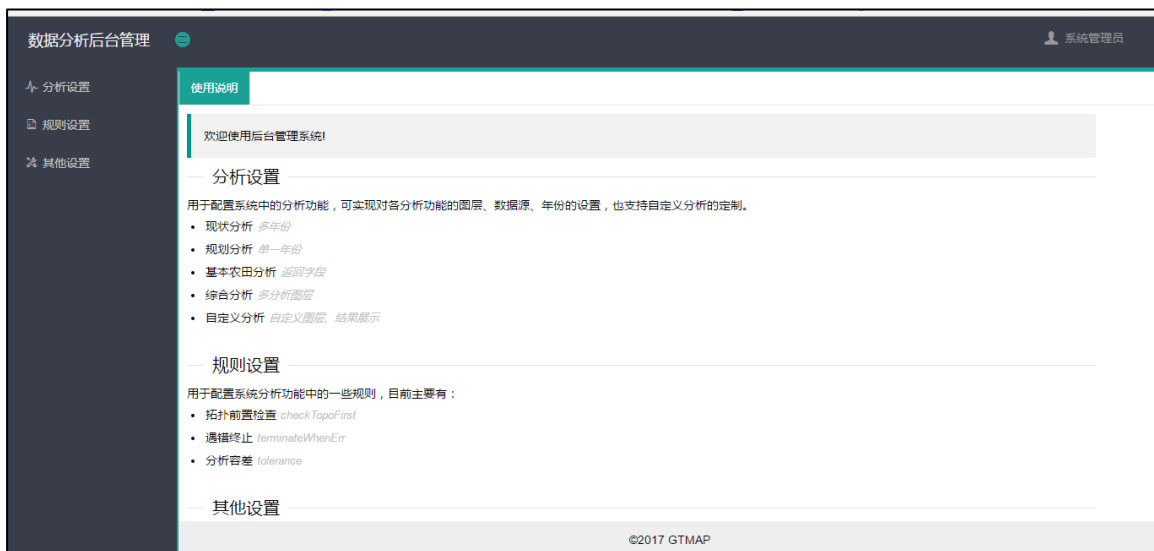 数据分析后台管理
系统管理员
分析设置
规则设置
其他设置
使用说明
欢迎使用后台管理系统!
分析设置
用于配置系统中的分析功能，可实现对各分析功能的图层、数据源、年份的设置，也支持自定义分析的定制。
现状分析 多年份
规划分析 单一年份
基本农田分析 返回字段
综合分析 多分析图层
自定义分析 自定义图层、结果展示
规则设置
用于配置系统分析功能中的一些规则，目前主要有：
拓扑前置检查 checkTopoFirst
遇错终止 terminateWhenErr
分析容差 tolerance
其他设置
©2017 GTMAP